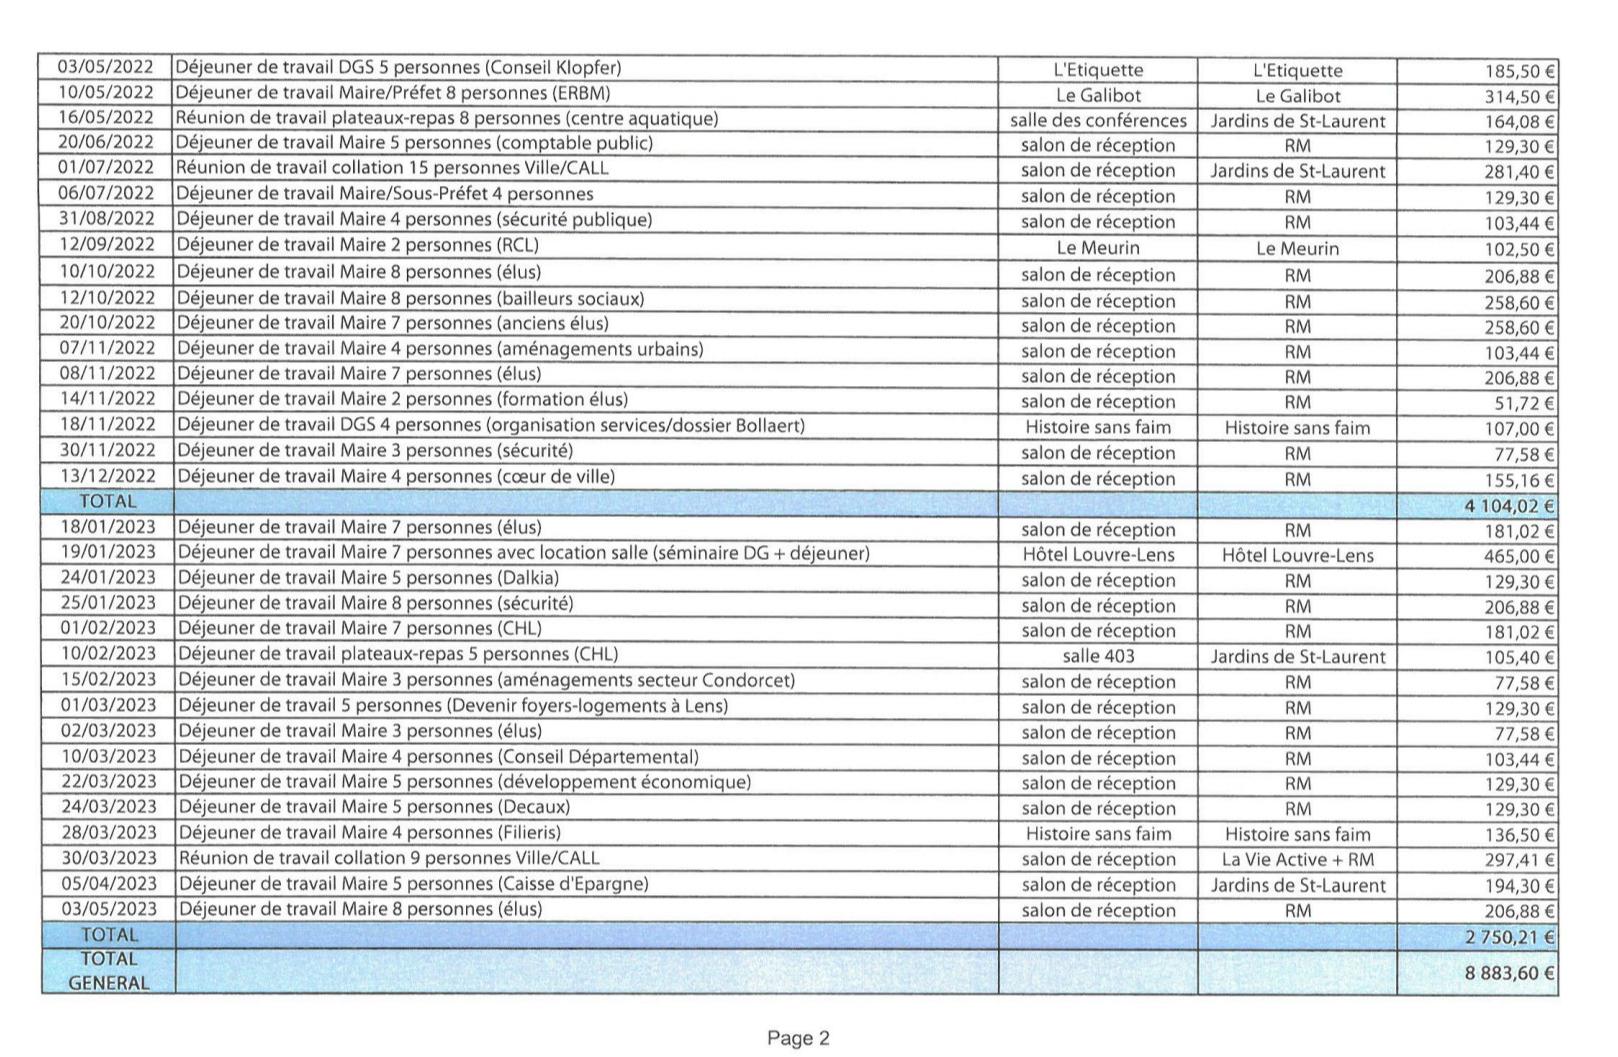 03/05/2022 Déjeuner de travail DGS 5 personnes (Conseil Klopfer) L'Etiquette L'Etiquette 185,50 €
10/05/2022 Déjeuner de travail Maire/Préfet 8 personnes (ERBM) Le Galibot Le Galibot 314,50 €
16/05/2022 Réunion de travail plateaux-repas 8 personnes (centre aquatique) salle des conférences Jardins de St-Laurent 164,08 €
20/06/2022 Déjeuner de travail Maire 5 personnes (comptable public) salon de réception RM 129,30 €
01/07/2022 Réunion de travail collation 15 personnes Ville/CALL salon de réception Jardins de St-Laurent 281,40 €
06/07/2022 Déjeuner de travail Maire/Sous-Préfet 4 personnes salon de réception RM 129,30 €
31/08/2022 Déjeuner de travail Maire 4 personnes (sécurité publique) salon de réception RM 103,44 €
12/09/2022 Déjeuner de travail Maire 2 personnes (RCL) Le Meurin Le Meurin 102,50 €
10/10/2022 Déjeuner de travail Maire 8 personnes (élus) salon de réception RM 206,88 €
12/10/2022 Déjeuner de travail Maire 8 personnes (bailleurs sociaux) salon de réception RM 258,60 €
20/10/2022 Déjeuner de travail Maire 7 personnes (anciens élus) salon de réception RM 258,60 €
07/11/2022 Déjeuner de travail Maire 4 personnes (aménagements urbains) salon de réception RM 103,44 €
08/11/2022 Déjeuner de travail Maire 7 personnes (élus) salon de réception RM 206,88 €
14/11/2022 Déjeuner de travail Maire 2 personnes (formation élus) salon de réception RM 51,72 €
18/11/2022 Déjeuner de travail DGS 4 personnes (organisation services/dossier Bollaert) Histoire sans faim Histoire sans faim 107,00 €
30/11/2022 Déjeuner de travail Maire 3 personnes (sécurité) salon de réception RM 77,58 €
13/12/2022 Déjeuner de travail Maire 4 personnes (cœur de ville) salon de réception RM 155,16 €
TOTAL 4 104,02 €
18/01/2023 Déjeuner de travail Maire 7 personnes (élus) salon de réception RM 181,02 €
19/01/2023 Déjeuner de travail Maire 7 personnes avec location salle (séminaire DG + déjeuner) Hôtel Louvre-Lens Hôtel Louvre-Lens 465,00 €
24/01/2023 Déjeuner de travail Maire 5 personnes (Dalkia) salon de réception RM 129,30 €
25/01/2023 Déjeuner de travail Maire 8 personnes (sécurité) salon de réception RM 206,88 €
01/02/2023 Déjeuner de travail Maire 7 personnes (CHL) salon de réception RM 181,02 €
10/02/2023 Déjeuner de travail plateaux-repas 5 personnes (CHL) salle 403 Jardins de St-Laurent 105,40 €
15/02/2023 Déjeuner de travail Maire 3 personnes (aménagements secteur Condorcet) salon de réception RM 77,58 €
01/03/2023 Déjeuner de travail 5 personnes (Devenir foyers-logements à Lens) salon de réception RM 129,30 €
02/03/2023 Déjeuner de travail Maire 3 personnes (élus) salon de réception RM 77,58 €
10/03/2023 Déjeuner de travail Maire 4 personnes (Conseil Départemental) salon de réception RM 103,44 €
22/03/2023 Déjeuner de travail Maire 5 personnes (développement économique) salon de réception RM 129,30 €
24/03/2023 Déjeuner de travail Maire 5 personnes (Decaux) salon de réception RM 129,30 €
28/03/2023 Déjeuner de travail Maire 4 personnes (Filieris) Histoire sans faim Histoire sans faim 136,50 €
30/03/2023 Réunion de travail collation 9 personnes Ville/CALL salon de réception La Vie Active + RM 297,41 €
05/04/2023 Déjeuner de travail Maire 5 personnes (Caisse d'Epargne) salon de réception Jardins de St-Laurent 194,30 €
03/05/2023 Déjeuner de travail Maire 8 personnes (élus) salon de réception RM 206,88 €
TOTAL 2 750,21 €
TOTAL
GENERAL 8 883,60 €
Page 2